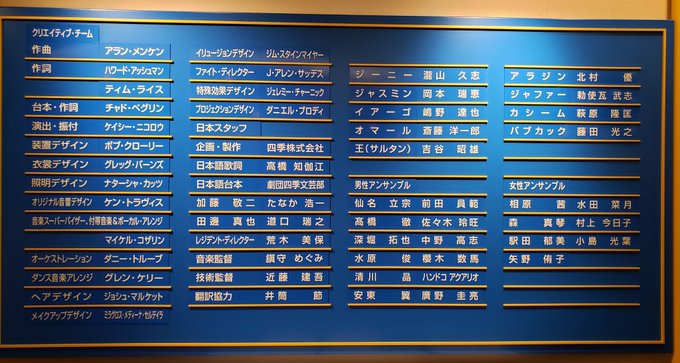 クリエイティブ・チーム
作曲 アラン・メンケン
作詞 ハワード・アッシュマン
ティム・ライス
台本・作詞 チャド・ベグリン
演出・振付 ケイシー・ニコロウ
装置デザイン ボブ・クローリー
衣裳デザイン グレッグ・バーンズ
照明デザイン ナターシャ・カッツ
オリジナル音響デザイン ケン・トラヴィス
音楽スーパーバイザー、付帯音楽&ボーカル・アレンジ
マイケル・コザリン
オーケストレーション ダニー・トルーブ
ダンス音楽アレンジ グレン・ケリー
ヘアデザイン ジョシュ・マルケット
メイクアップデザイン ミラグロス・メディーナ・セルデイラ
イリュージョンデザイン ジム・スタインマイヤー
ファイト・ディレクター J・アレン・サッデス
特殊効果デザイン ジェレミー・チャーニック
プロジェクションデザイン ダニエル・ブロディ
日本スタッフ
企画・製作 四季株式会社
日本語歌詞 高橋 知伽江
日本語台本 劇団四季文芸部
加藤 敬二 たなか 浩一
田邊 真也 道口 瑞之
レジデント・ディレクター 荒木 美保
音楽監督 鎮守 めぐみ
技術監督 近藤 建吾
翻訳協力 井筒 節
ジーニー 瀧山 久志
ジャスミン 岡本 瑞恵
イアーゴ 嶋野 達也
オマール 斎藤 洋一郎
王(サルタン) 吉谷 昭雄
男性アンサンブル
仙名 立宗 前田 員範
髙橋 徹 佐々木 玲旺
深堀 拓也 中野 高志
水原 俊 櫻木 数馬
清川 晶 ハンドコ アクアリオ
安東 翼 廣野 圭亮
アラジン 北村 優
ジャファー 勅使瓦 武志
カシーム 萩原 隆匡
バブカック 藤田 光之
女性アンサンブル
相原 茜 水田 菜月
森 真琴 村上 今日子
駅田 郁美 小島 光葉
矢野 侑子